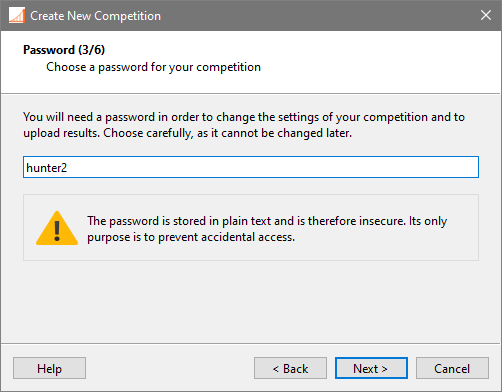 Create New Competition
Password (3/6)
Choose a password for your competition
You will need a password in order to change the settings of your competition and to
upload results. Choose carefully, as it cannot be changed later.
hunter2
The password is stored in plain text and is therefore insecure. Its only
purpose is to prevent accidental access.
Help
< Back
Next >
Cancel